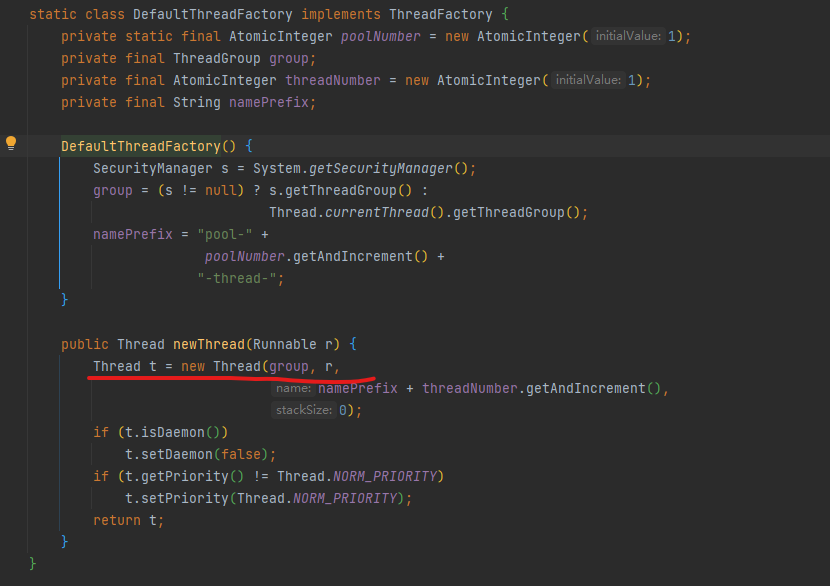 static class DefaultThreadFactory implements ThreadFactory {
private static final AtomicInteger poolNumber = new AtomicInteger( initialValue: 1);
private final ThreadGroup group;
private final AtomicInteger threadNumber = new AtomicInteger( initialValue: 1);
private final String namePrefix;
DefaultThreadFactory() {
SecurityManager s = System.getSecurityManager();
group = (s != null) ? s.getThreadGroup() :
Thread.currentThread().getThreadGroup();
namePrefix = "pool-" +
poolNumber.getAndIncrement() +
"-thread-";
}
public Thread newThread(Runnable r) {
Thread t = new Thread(group, r,
name: namePrefix + threadNumber.getAndIncrement(),
stackSize: 0);
if (t.isDaemon())
t.setDaemon(false);
if (t.getPriority() != Thread.NORM_PRIORITY)
t.setPriority(Thread.NORM_PRIORITY);
return t;
}
}